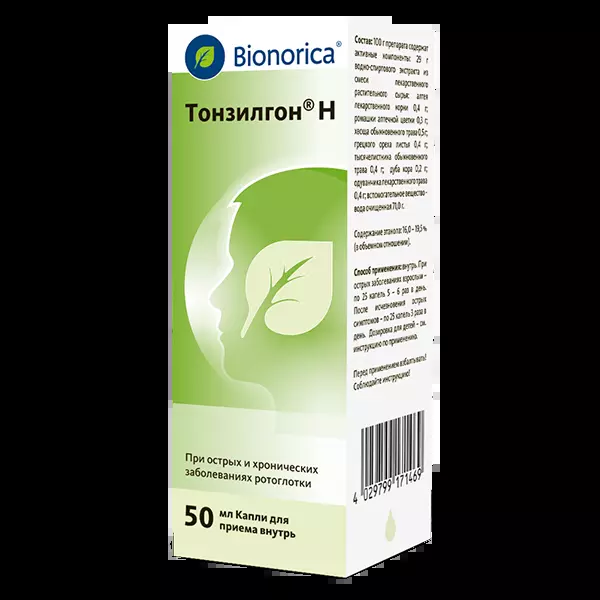 Bionorica®
Тонзилгон® Н
При острых и хронических
заболеваниях ротоглотки
50 мл Капли для
приема внутрь
Состав: 100 г препарата содержат
активные компоненты: 29 г
водно-спиртового экстракта из
смеси лекарственного
растительного сырья: алтея
лекарственного корни 0,4 г;
ромашки аптечной цветки 0,3 г;
хвоща обыкновенного трава 0,5 г;
грецкого ореха листья 0,4 г;
тысячелистника обыкновенного
трава 0,4 г; дуба кора 0,2 г;
одуванчика лекарственного трава
0,4 г; вспомогательное вещество -
вода очищенная 71,0 г.
Содержание этанола: 16,0 – 19,5 %
(в объемном отношении).
Способ применения: внутрь. При
острых заболеваниях взрослым –
по 25 капель 5 – 6 раз в день.
После исчезновения острых
симптомов – по 25 капель 3 раза в
день. Дозировка для детей – см.
инструкцию по применению.
Перед применением взбалтывать!
Соблюдайте инструкцию!
4 029799 171469